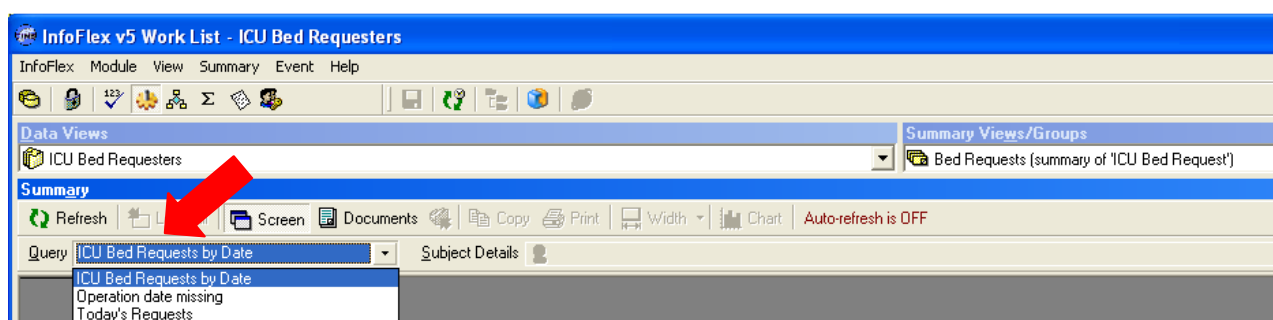 InfoFlex v5 Work List - ICU Bed Requesters
InfoFlex Module View Summary Event Help
123 Σ
Data Views Summary Views/Groups
ICU Bed Requesters Bed Requests (summary of 'ICU Bed Request')
Summary
Refresh Screen Documents Copy Print Width Chart Auto-refresh is OFF
Query ICU Bed Requests by Date Subject Details
ICU Bed Requests by Date
Operation date missing
Today's Requests